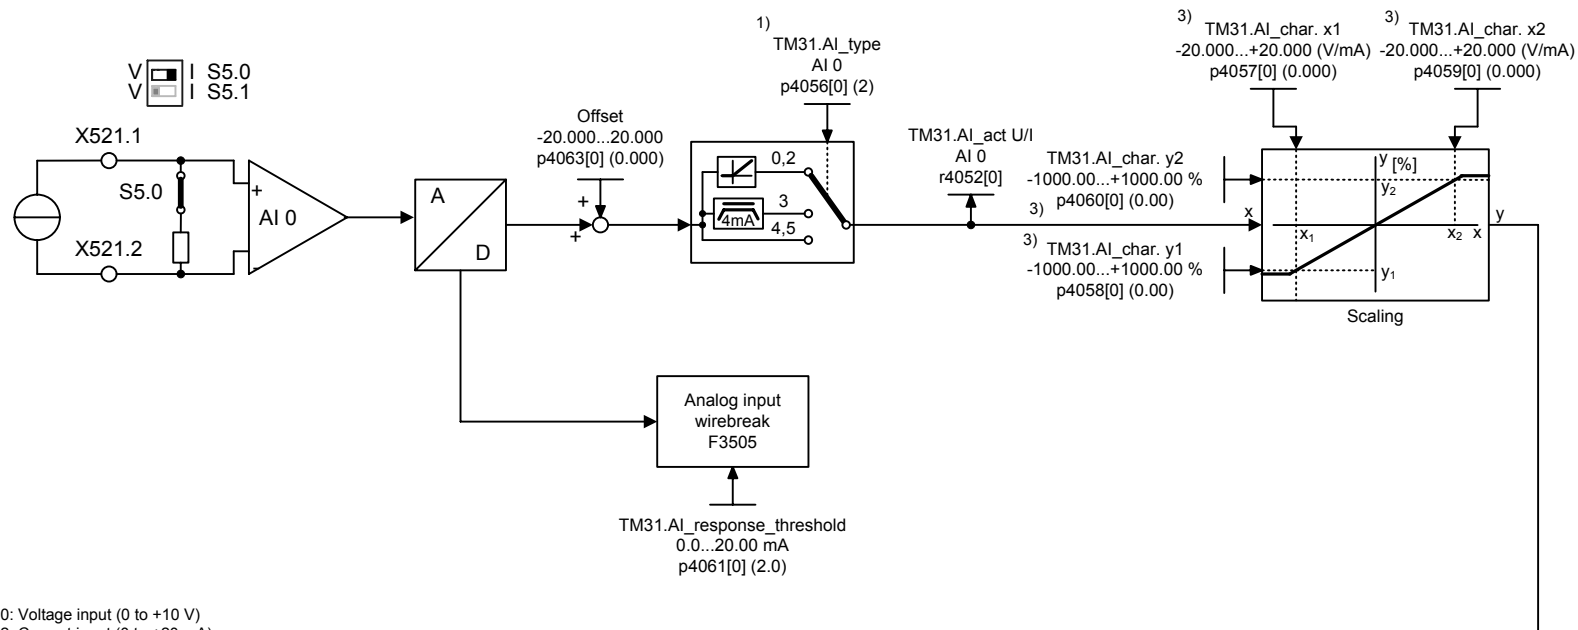 1)
TM31.AI_type
AI 0
p4056[0] (2)
3)
TM31.AI_char. x1
-20.000...+20.000 (V/mA)
p4057[0] (0.000)
3)
TM31.AI_char. x2
-20.000...+20.000 (V/mA)
p4059[0] (0.000)
V I S5.0
V I S5.1
X521.1
S5.0
X521.2
+
AI 0
-
A
D
Offset
-20.000...20.000
p4063[0] (0.000)
+
+
0,2
3
4mA
4,5
TM31.AI_act U/I
AI 0
r4052[0]
TM31.AI_char. y2
-1000.00...+1000.00 %
p4060[0] (0.00)
3)
3)
TM31.AI_char. y1
-1000.00...+1000.00 %
p4058[0] (0.00)
x
y [%]
y2
x1
x2
x
y1
y
Scaling
Analog input
wirebreak
F3505
TM31.AI_response_threshold
0.0...20.00 mA
p4061[0] (2.0)
0: Voltage input (0 to +10 V)